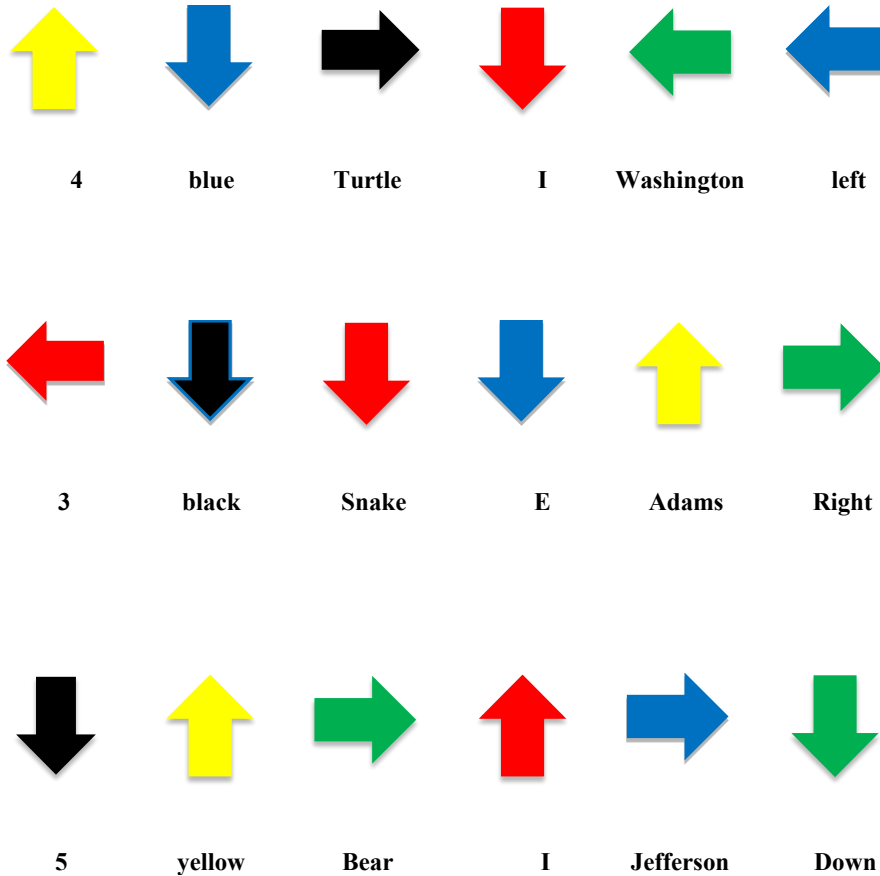 4 blue Turtle I Washington left
3 black Snake E Adams Right
5 yellow Bear I Jefferson Down